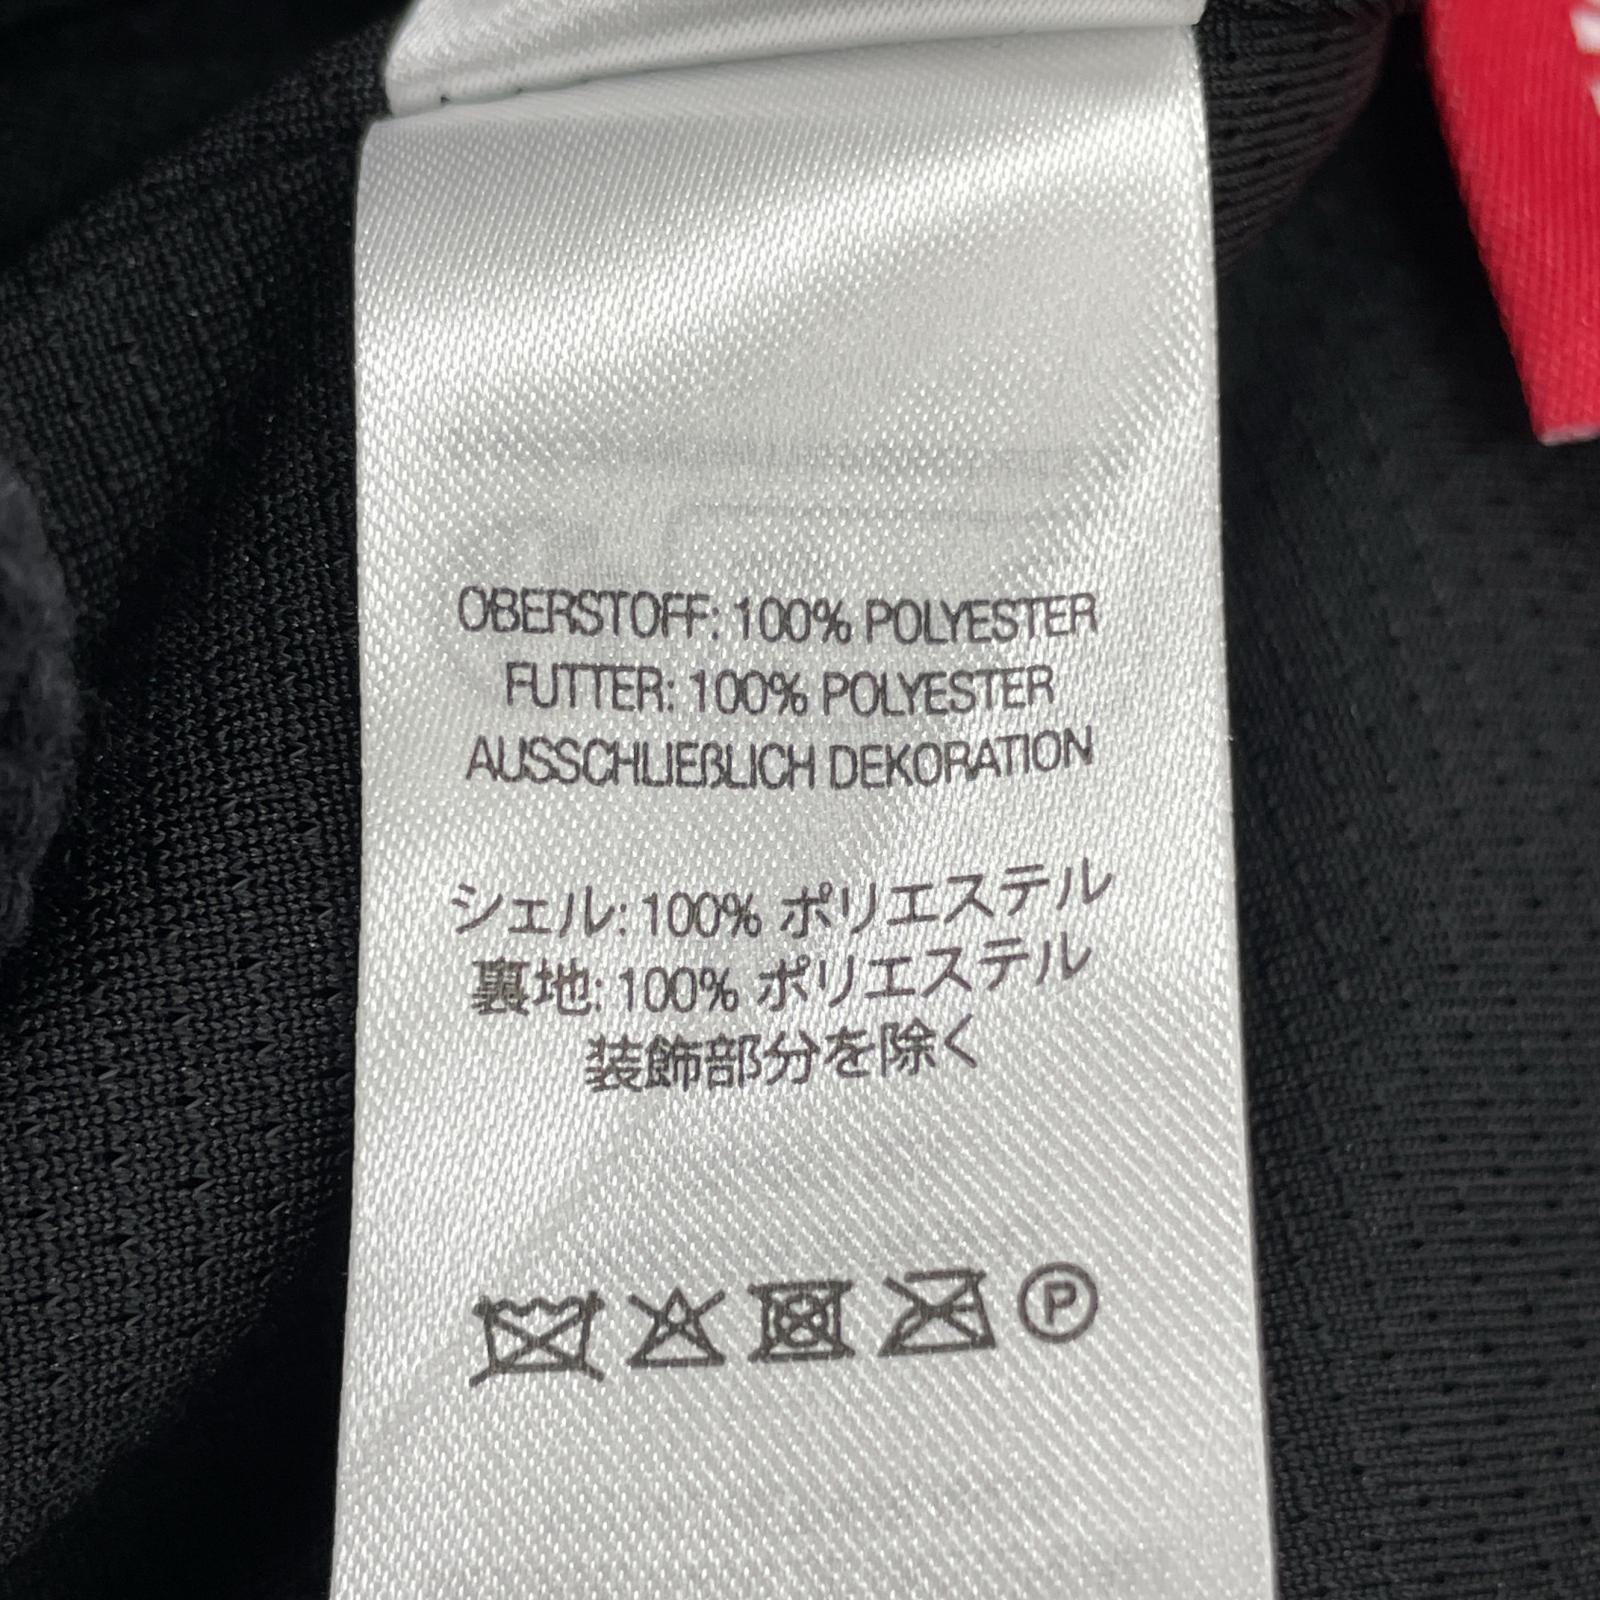 OBERSTOFF: 100% POLYESTER
FUTTER: 100% POLYESTER
AUSSCHLIEßLICH DEKORATION
シェル: 100% ポリエステル
裏地: 100% ポリエステル
装飾部分を除く
P